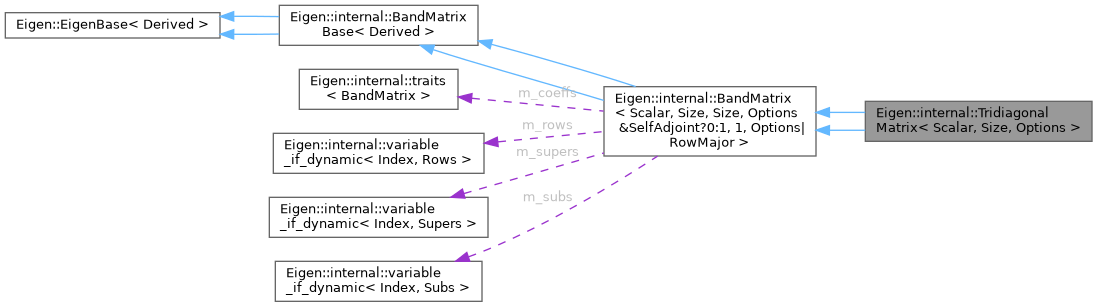 Eigen::EigenBase< Derived >
Eigen::internal::BandMatrix
Base< Derived >
Eigen::internal::traits
< BandMatrix >
m_coeffs
Eigen::internal::BandMatrix
< Scalar, Size, Size, Options
&SelfAdjoint?0:1, 1, Options|
RowMajor >
Eigen::internal::Tridiagonal
Matrix< Scalar, Size, Options >
m_rows
Eigen::internal::variable
_if_dynamic< Index, Rows >
m_supers
Eigen::internal::variable
_if_dynamic< Index, Supers >
m_subs
Eigen::internal::variable
_if_dynamic< Index, Subs >